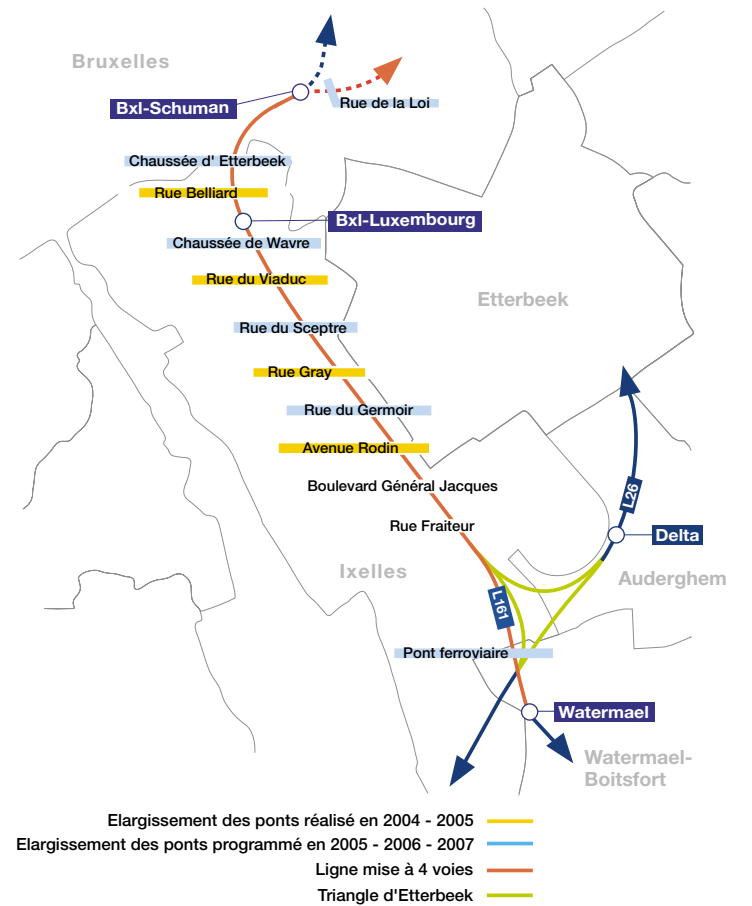 Bruxelles
Bxl-Schuman
Rue de la Loi
Chaussée d' Etterbeek
Rue Belliard
Bxl-Luxembourg
Chaussée de Wavre
Rue du Viaduc
Etterbeek
Rue du Sceptre
Rue Gray
Rue du Germoir
Avenue Rodin
Boulevard Général Jacques
L26
Rue Fraiteur
Delta
Ixelles
Auderghem
L161
Pont ferroviaire
Watermael
Watermael-
Boitsfort
Elargissement des ponts réalisé en 2004 - 2005
Elargissement des ponts programmé en 2005 - 2006 - 2007
Ligne mise à 4 voies
Triangle d'Etterbeek